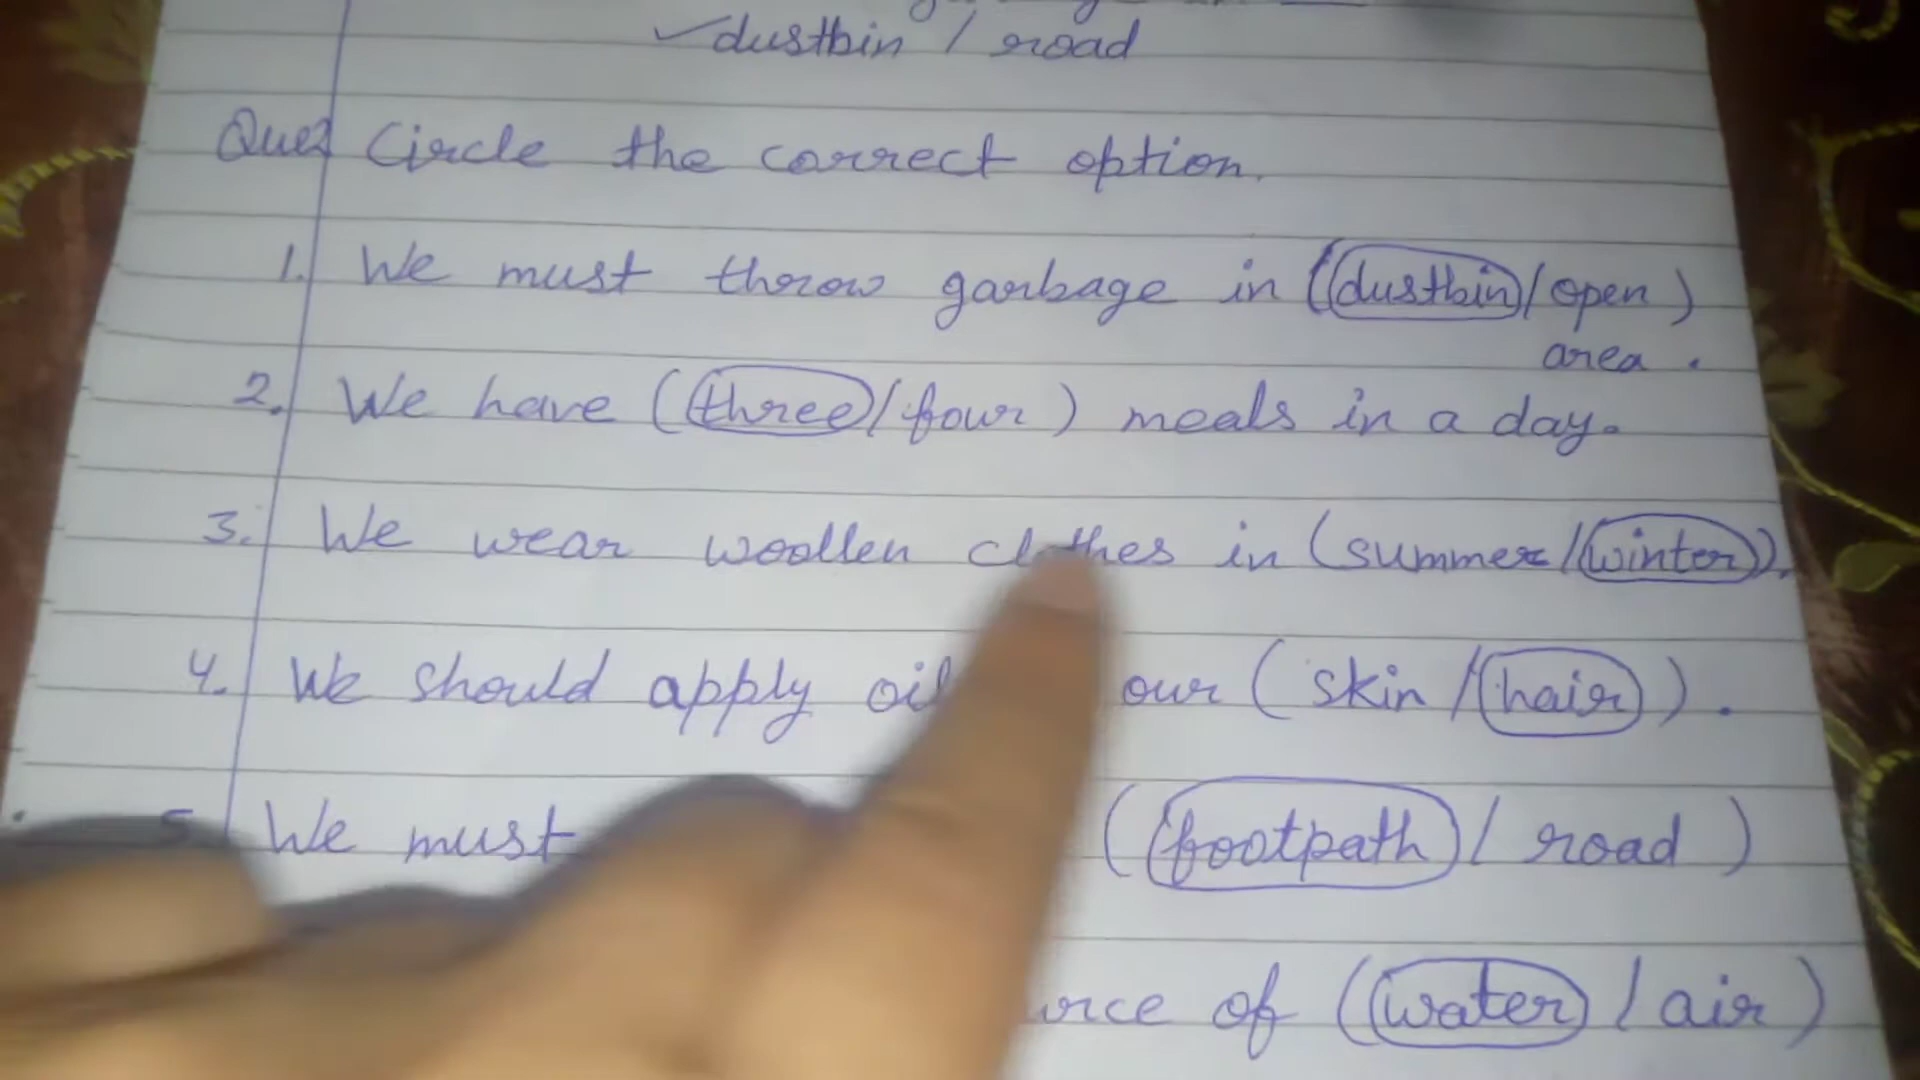 ✓dustbin / road
Que2 Circle the correct option.
1. We must throw garbage in (dustbin/open)
area.
2. We have (three/four) meals in a day.
3. We wear woollen clothes in (summer/winter).
4. We should apply oil our (skin/hair).
5. We must (footpath / road)
of (water / air)